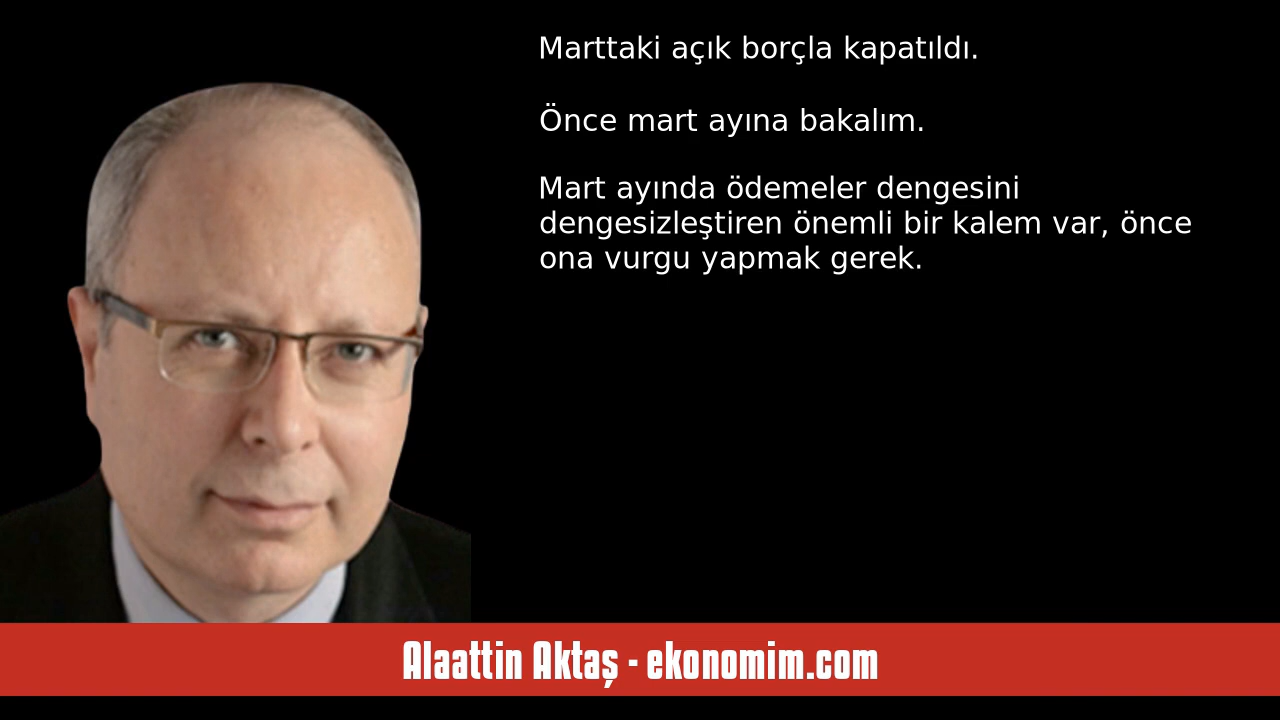 Marttaki açık borçla kapatıldı.
Önce mart ayına bakalım.
Mart ayında ödemeler dengesini
dengesizleştiren önemli bir kalem var, önce
ona vurgu yapmak gerek.
Alaattin Aktaş - ekonomim.com